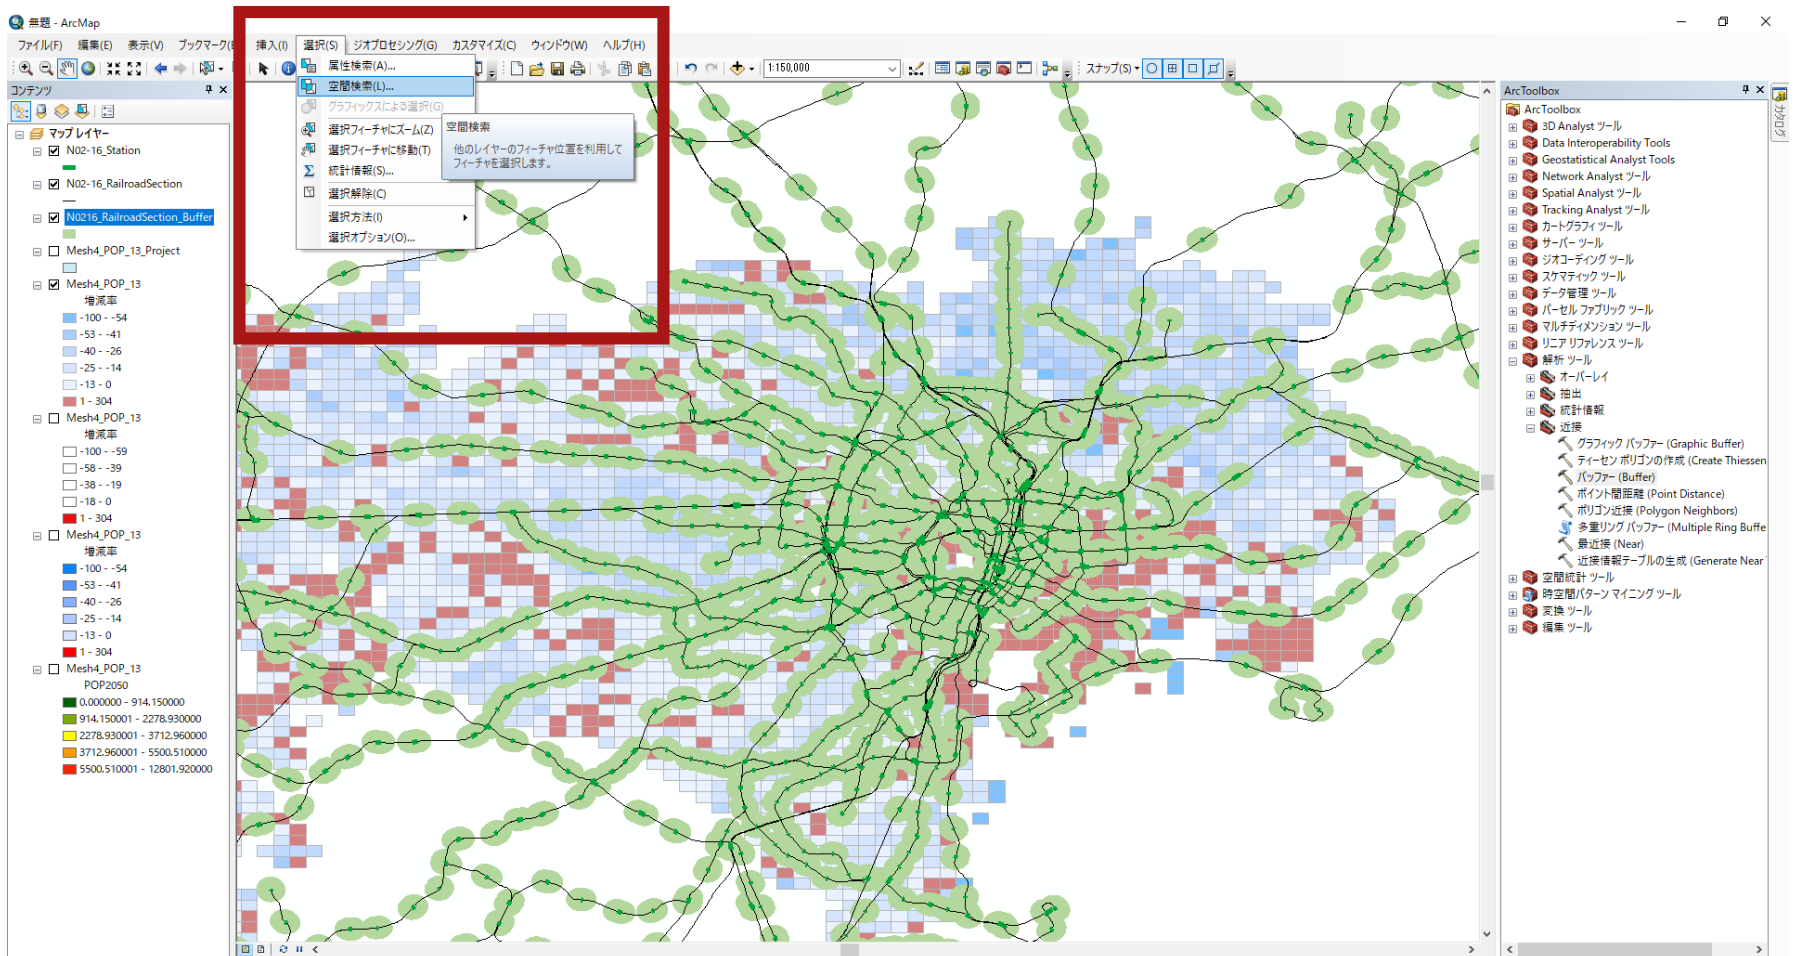 無題 - ArcMap
ファイル(F) 編集(E) 表示(V) ブックマーク(B 挿入(I) 選択(S) ジオプロセシング(G) カスタマイズ(C) ウィンドウ(W) ヘルプ(H)
1:150,000
スナップ(S)
属性検索(A)...
空間検索(L)...
グラフィックスによる選択(G)
選択フィーチャにズーム(Z)
選択フィーチャに移動(T)
統計情報(S)...
選択解除(C)
選択方法(I)
選択オプション(O)...
空間検索
他のレイヤーのフィーチャ位置を利用して
フィーチャを選択します。
コンテンツ
マップ レイヤー
N02-16_Station
N02-16_RailroadSection
N0216_RailroadSection_Buffer
Mesh4_POP_13_Project
Mesh4_POP_13
増減率
-100 - -54
-53 - -41
-40 - -26
-25 - -14
-13 - 0
1 - 304
Mesh4_POP_13
増減率
-100 - -59
-58 - -39
-38 - -19
-18 - 0
1 - 304
Mesh4_POP_13
増減率
-100 - -54
-53 - -41
-40 - -26
-25 - -14
-13 - 0
1 - 304
Mesh4_POP_13
POP2050
0.000000 - 914.150000
914.150001 - 2278.930000
2278.930001 - 3712.960000
3712.960001 - 5500.510000
5500.510001 - 12801.920000
ArcToolbox
ArcToolbox
3D Analyst ツール
Data Interoperability Tools
Geostatistical Analyst Tools
Network Analyst ツール
Spatial Analyst ツール
Tracking Analyst ツール
カートグラフィ ツール
サーバー ツール
ジオコーディング ツール
スケマティック ツール
データ管理 ツール
パーセル ファブリック ツール
マルチディメンション ツール
リニア リファレンス ツール
解析 ツール
オーバーレイ
抽出
統計情報
近接
グラフィック バッファー (Graphic Buffer)
ティーセン ポリゴンの作成 (Create Thiessen
バッファー (Buffer)
ポイント間距離 (Point Distance)
ポリゴン近接 (Polygon Neighbors)
多重リング バッファー (Multiple Ring Buffe
最近接 (Near)
近接情報テーブルの生成 (Generate Near
空間統計 ツール
時空間パターン マイニング ツール
変換 ツール
編集 ツール
カタログ